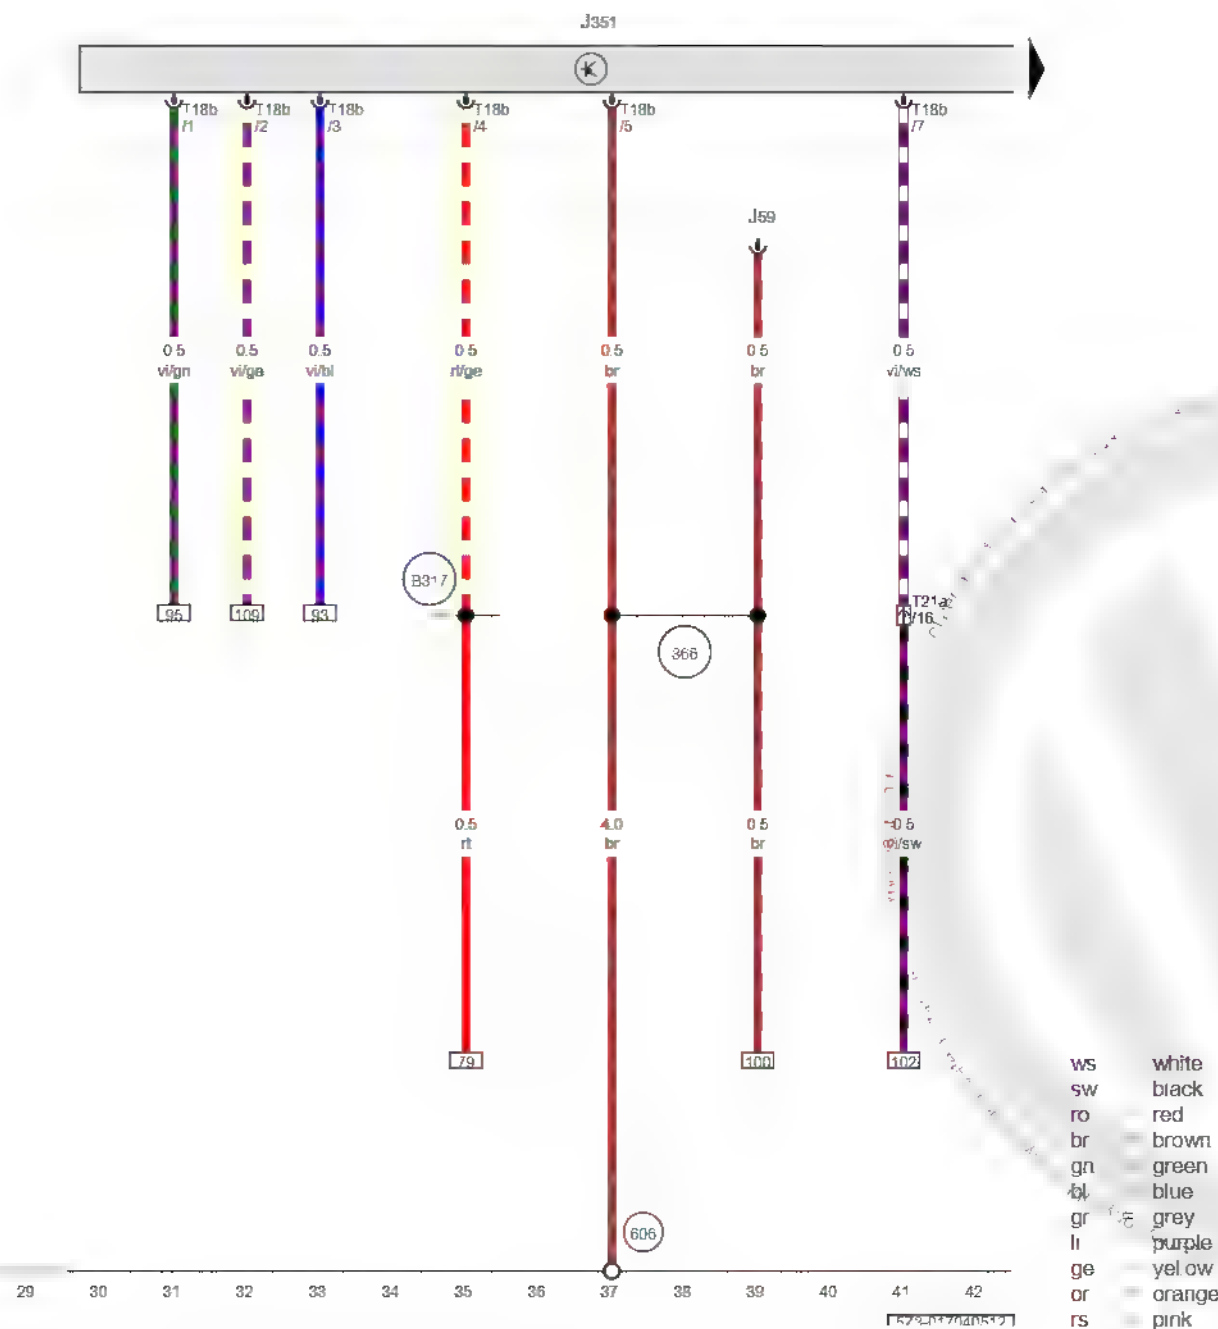 J351
K
T18b /1
T18b /2
T18b /3
T18b /4
T18b /5
T18b /7
J59
0.5 vi/gn
0.5 vi/ge
0.5 vi/bl
0.5 rt/ge
0.5 br
0.5 br
0.5 vi/ws
B317
95
109
93
T21a /16
366
0.5 rt
4.0 br
0.5 br
0.5 vi/sw
79
100
102
606
29 30 31 32 33 34 35 36 37 38 39 40 41 42
ws = white
sw = black
ro = red
br = brown
gn = green
bl = blue
gr = grey
li = purple
ge = yellow
or = orange
rs = pink